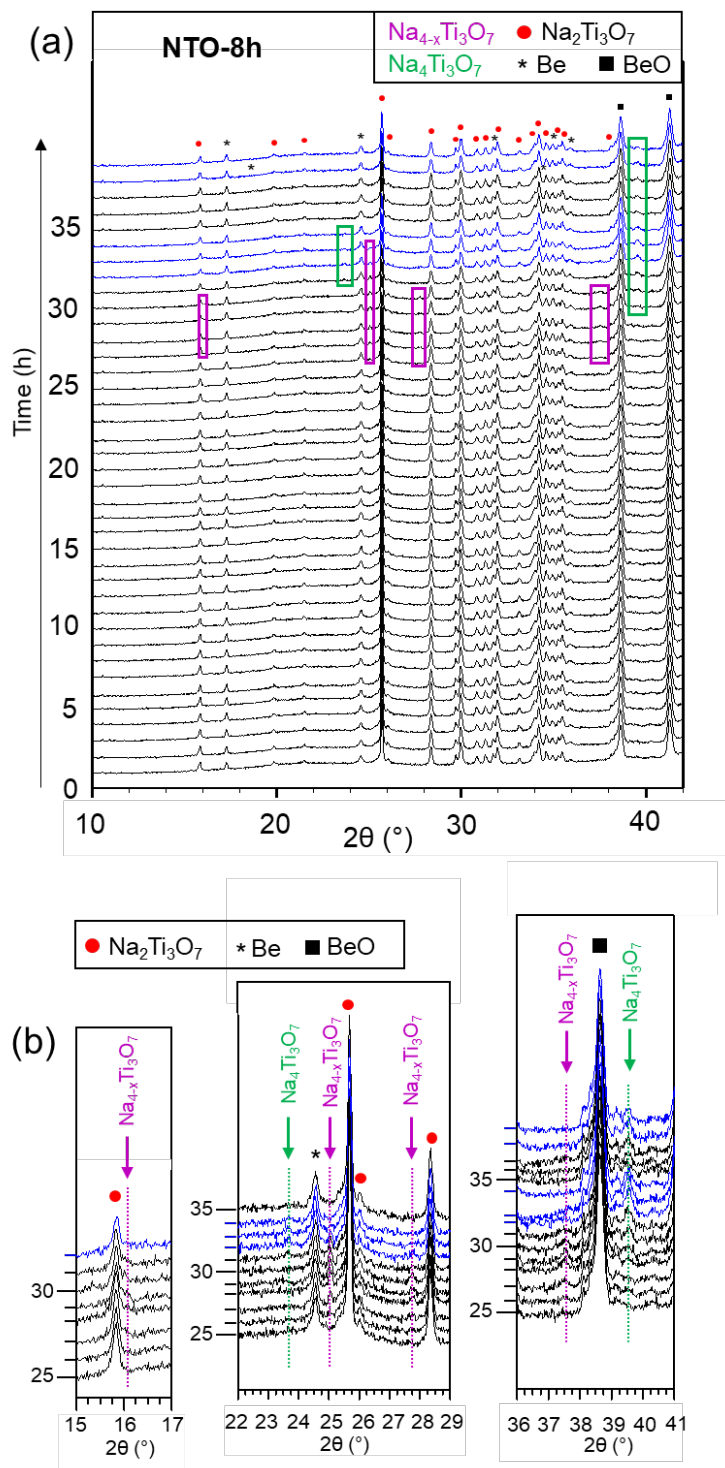 (a)
NTO-8h
Na₄₋ₓTi₃O₇ ● Na₂Ti₃O₇
Na₄Ti₃O₇ * Be ■ BeO
Time (h)
35
30
25
20
15
10
5
0
10 20 30 40
2θ (°)
● Na₂Ti₃O₇ * Be ■ BeO
(b)
Na₄₋ₓTi₃O₇
30
25
15 16 17
2θ (°)
Na₄Ti₃O₇
Na₄₋ₓTi₃O₇
Na₄₋ₓTi₃O₇
*
35
30
25
22 23 24 25 26 27 28 29
2θ (°)
Na₄₋ₓTi₃O₇
Na₄Ti₃O₇
35
30
25
36 37 38 39 40 41
2θ (°)